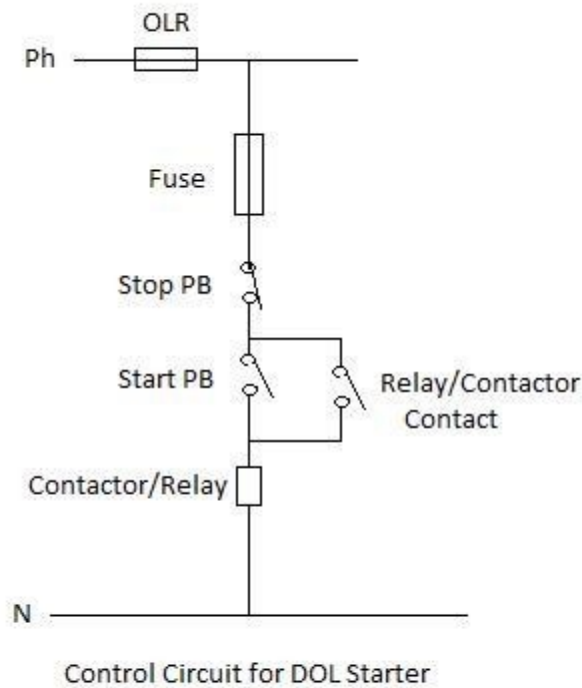 OLR
Ph
Fuse
Stop PB
Start PB
Relay/Contactor
Contact
Contactor/Relay
N
Control Circuit for DOL Starter